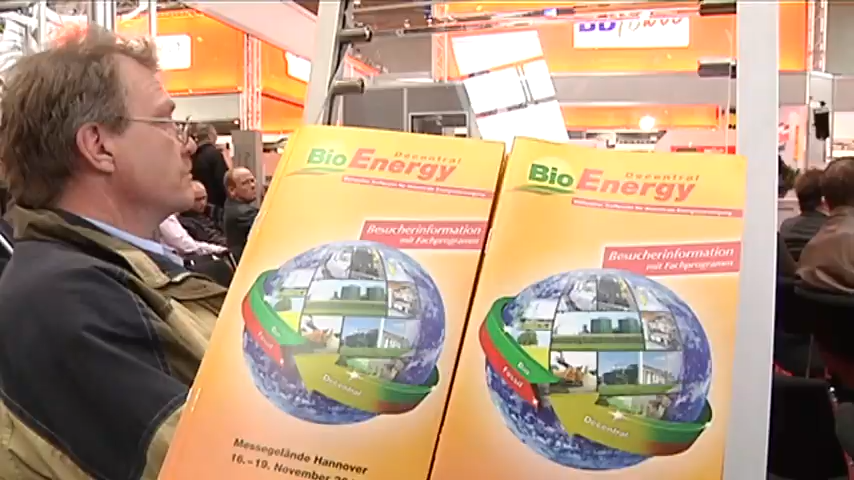 BioEnergy
Decentral
Besucherinformation
mit Fachprogramm
Bio
Fossil
Decentral
Messegelände Hannover
16. – 19. November
BioEnergy
Decentral
Besucherinformation
mit Fachprogramm
Bio
Fossil
Decentral